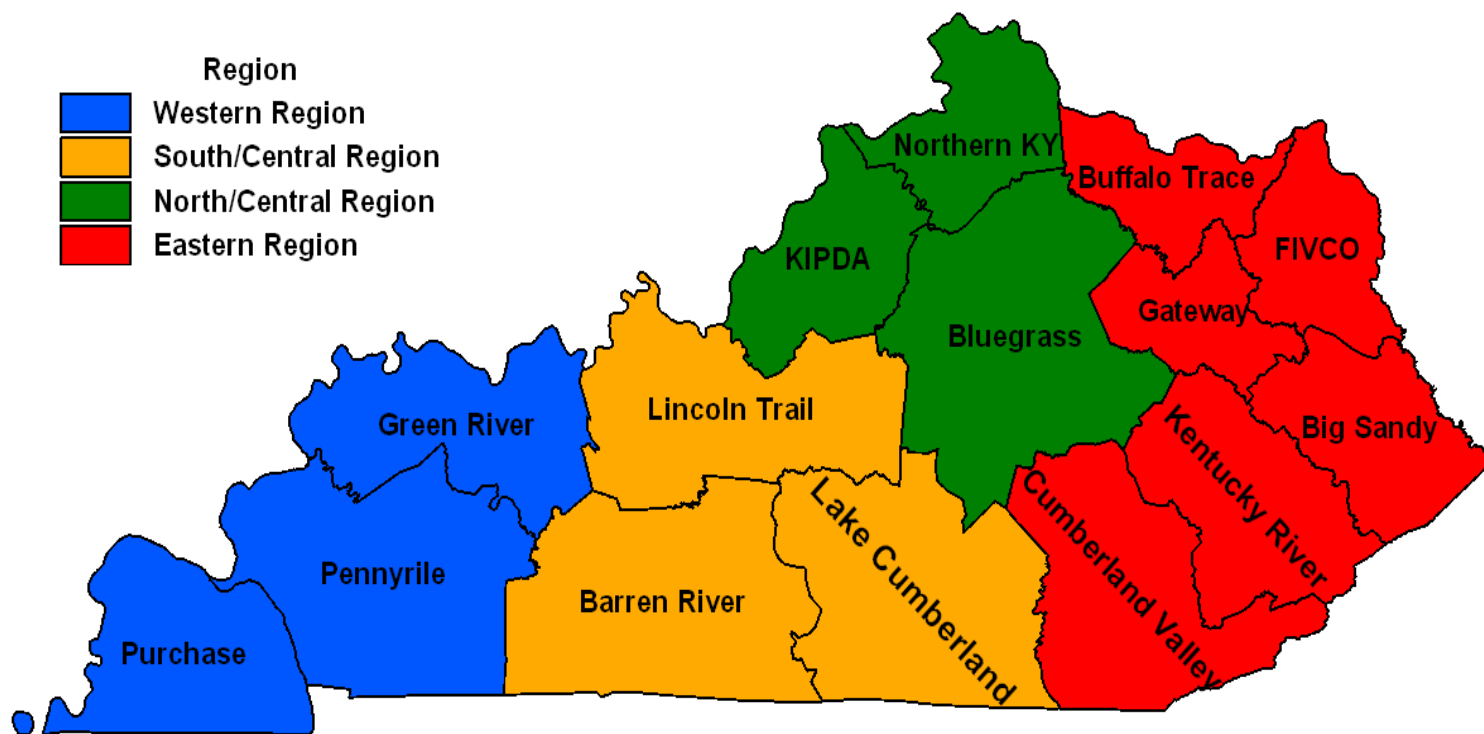 Region
Western Region
South/Central Region
North/Central Region
Eastern Region
Northern KY
Buffalo Trace
KIPDA
FIVCO
Gateway
Bluegrass
Lincoln Trail
Green River
Big Sandy
Kentucky River
Cumberland Valley
Lake Cumberland
Pennyrile
Barren River
Purchase